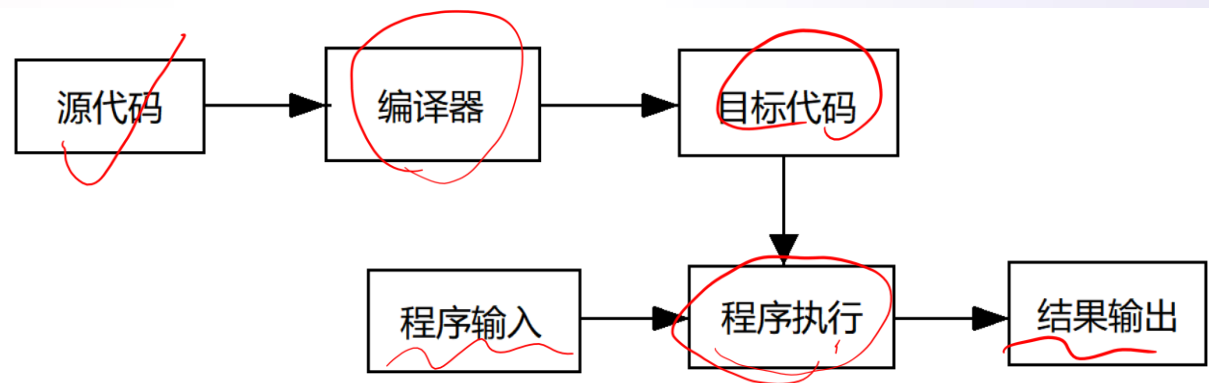 源代码
编译器
目标代码
程序输入
程序执行
结果输出